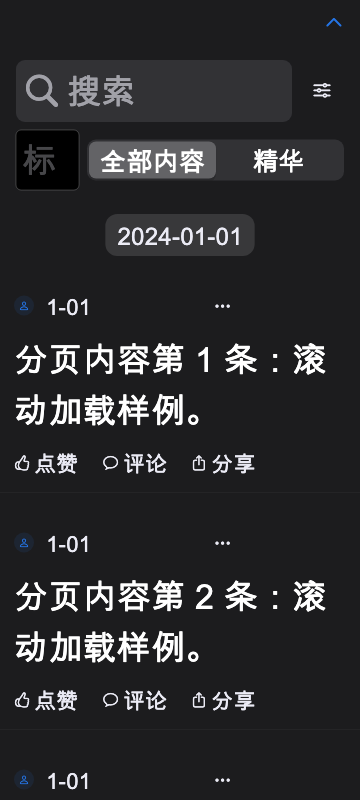 搜索
标
全部内容 精华
2024-01-01
1-01
分页内容第 1 条：滚
动加载样例。
点赞 评论 分享
1-01
分页内容第 2 条：滚
动加载样例。
点赞 评论 分享
1-01